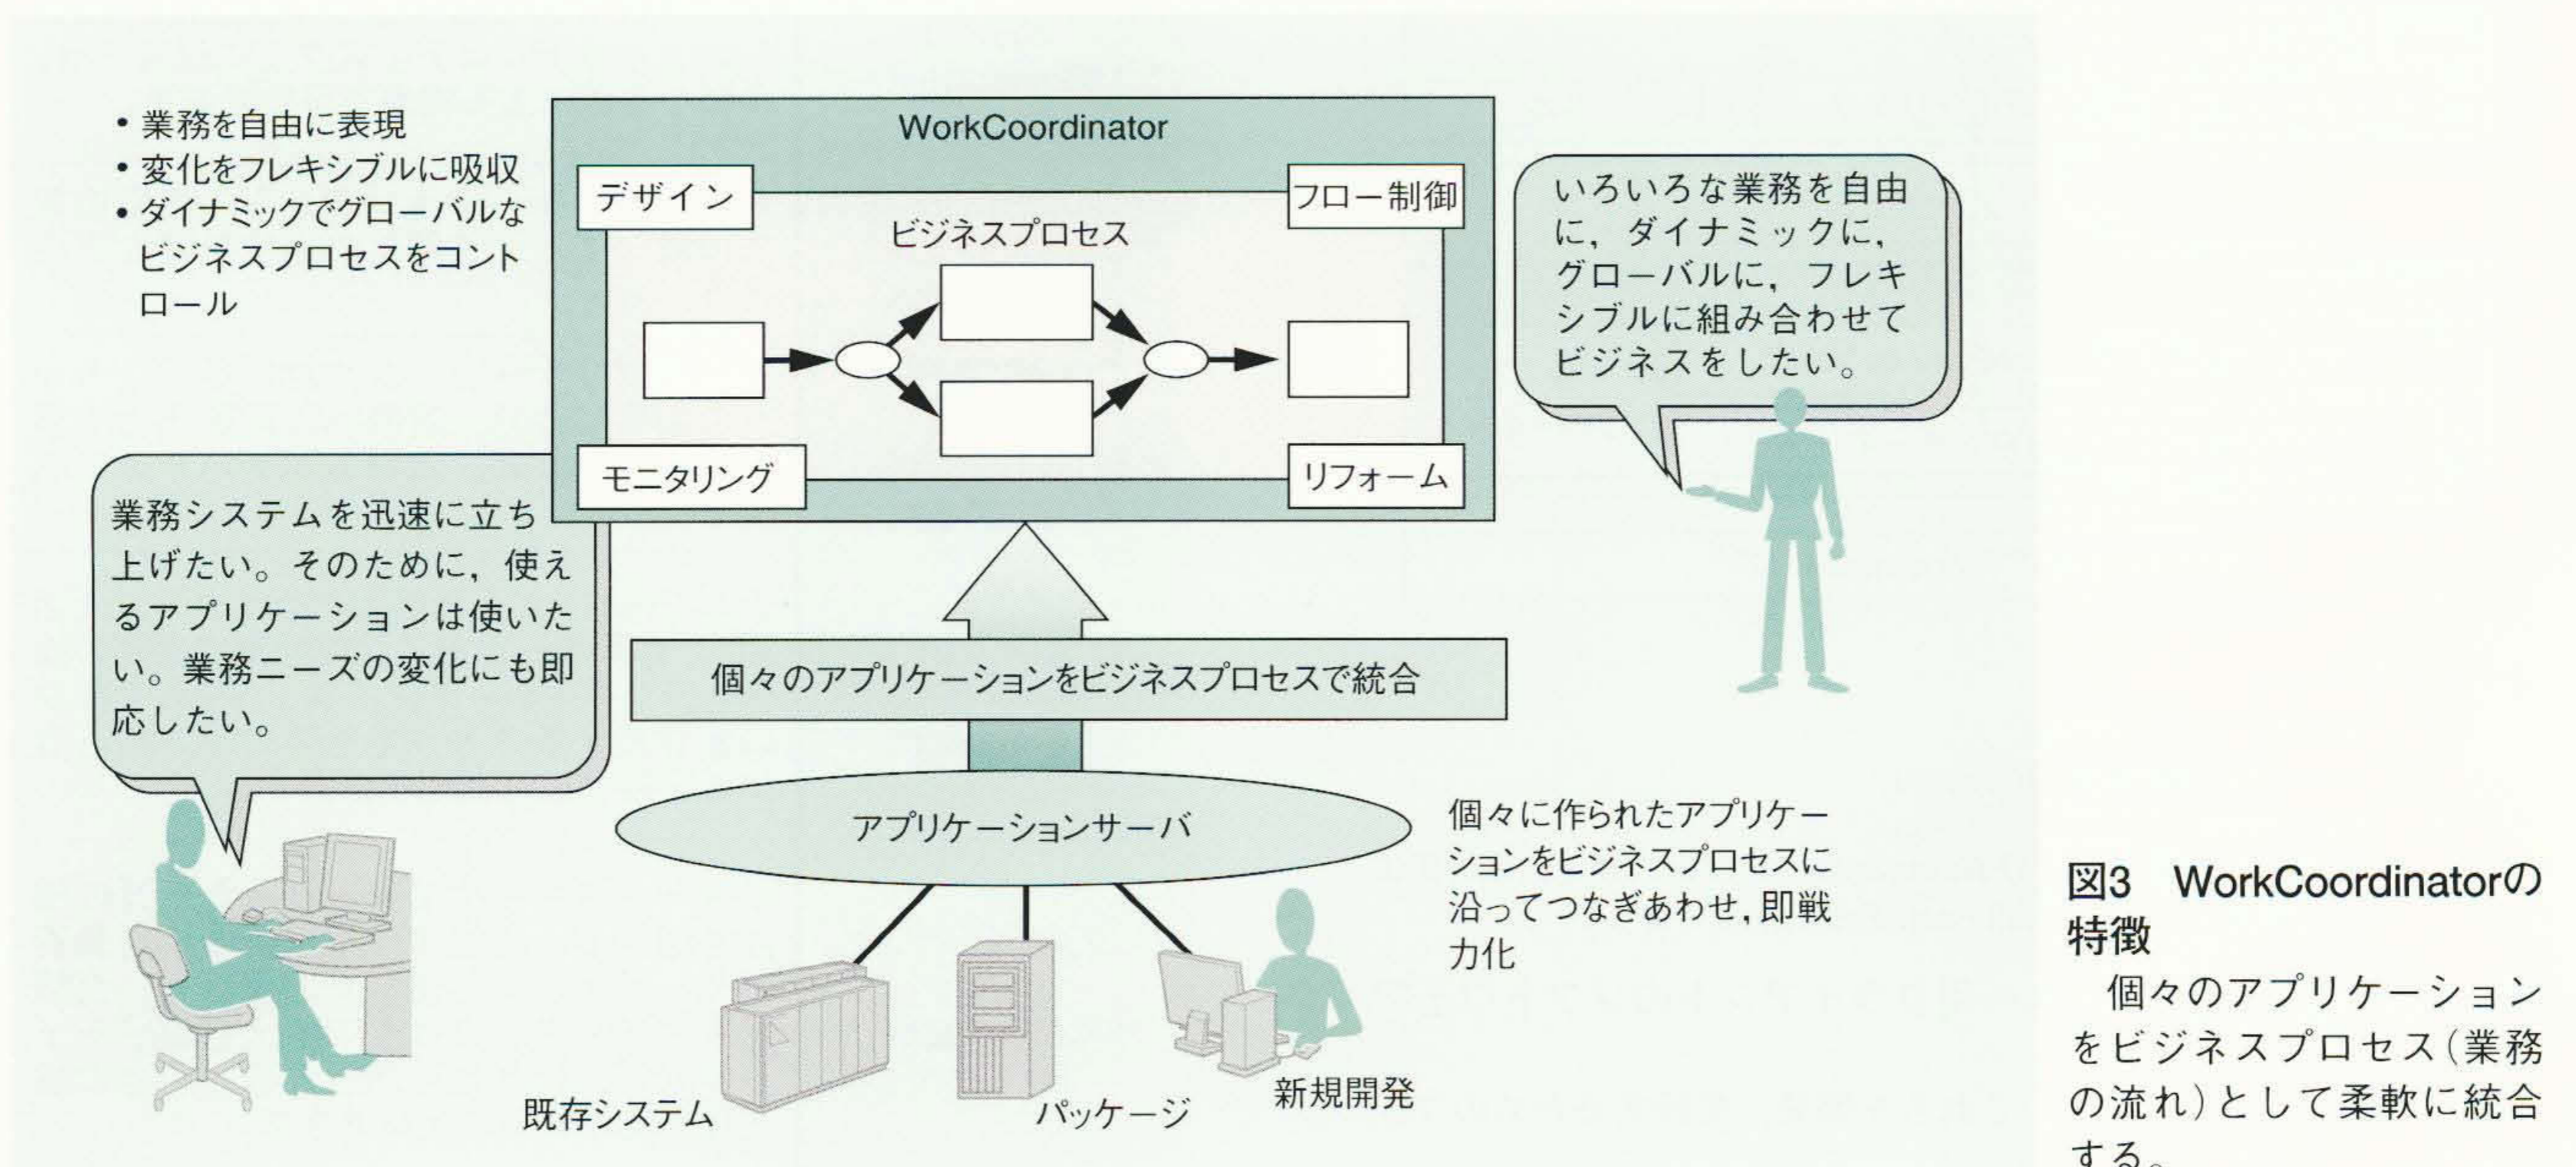 • 業務を自由に表現
• 変化をフレキシブルに吸収
• ダイナミックでグローバルな
ビジネスプロセスをコント
ロール
WorkCoordinator
デザイン
フロー制御
ビジネスプロセス
モニタリング
リフォーム
いろいろな業務を自由
に，ダイナミックに，
グローバルに，フレキ
シブルに組み合わせて
ビジネスをしたい。
業務システムを迅速に立ち
上げたい。そのために，使え
るアプリケーションは使いた
い。業務ニーズの変化にも即
応したい。
個々のアプリケーションをビジネスプロセスで統合
アプリケーションサーバ
個々に作られたアプリケー
ションをビジネスプロセスに
沿ってつなぎあわせ，即戦
力化
既存システム
パッケージ
新規開発
図3　WorkCoordinatorの
特徴
個々のアプリケーション
をビジネスプロセス（業務
の流れ）として柔軟に統合
する。